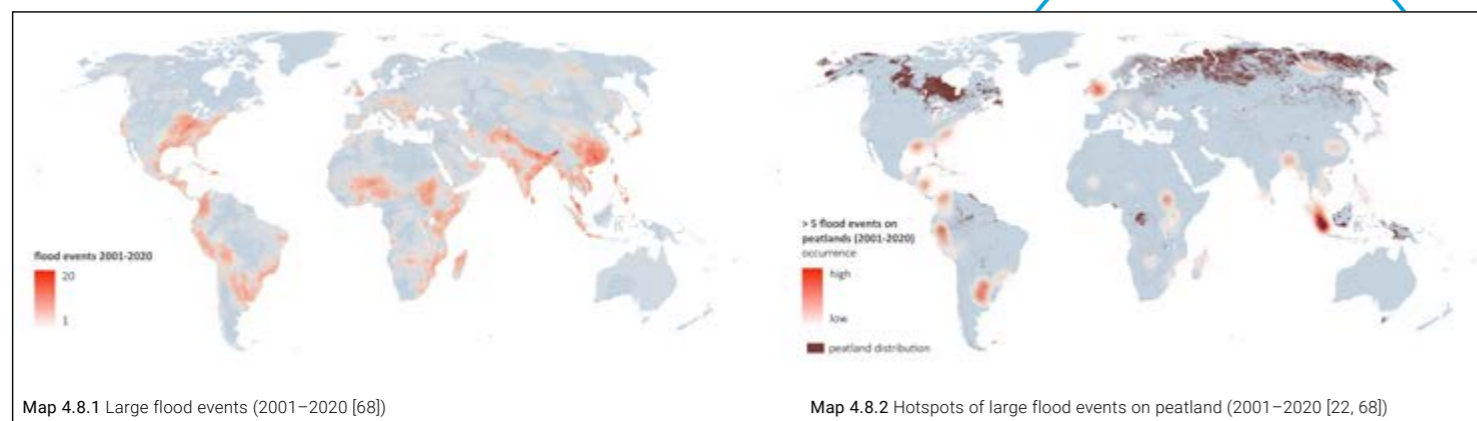 flood events 2001-2020
20
1
Map 4.8.1 Large flood events (2001–2020 [68])
> 5 flood events on
peatlands (2001-2020)
occurrence
high
low
peatland distribution
Map 4.8.2 Hotspots of large flood events on peatland (2001–2020 [22, 68])